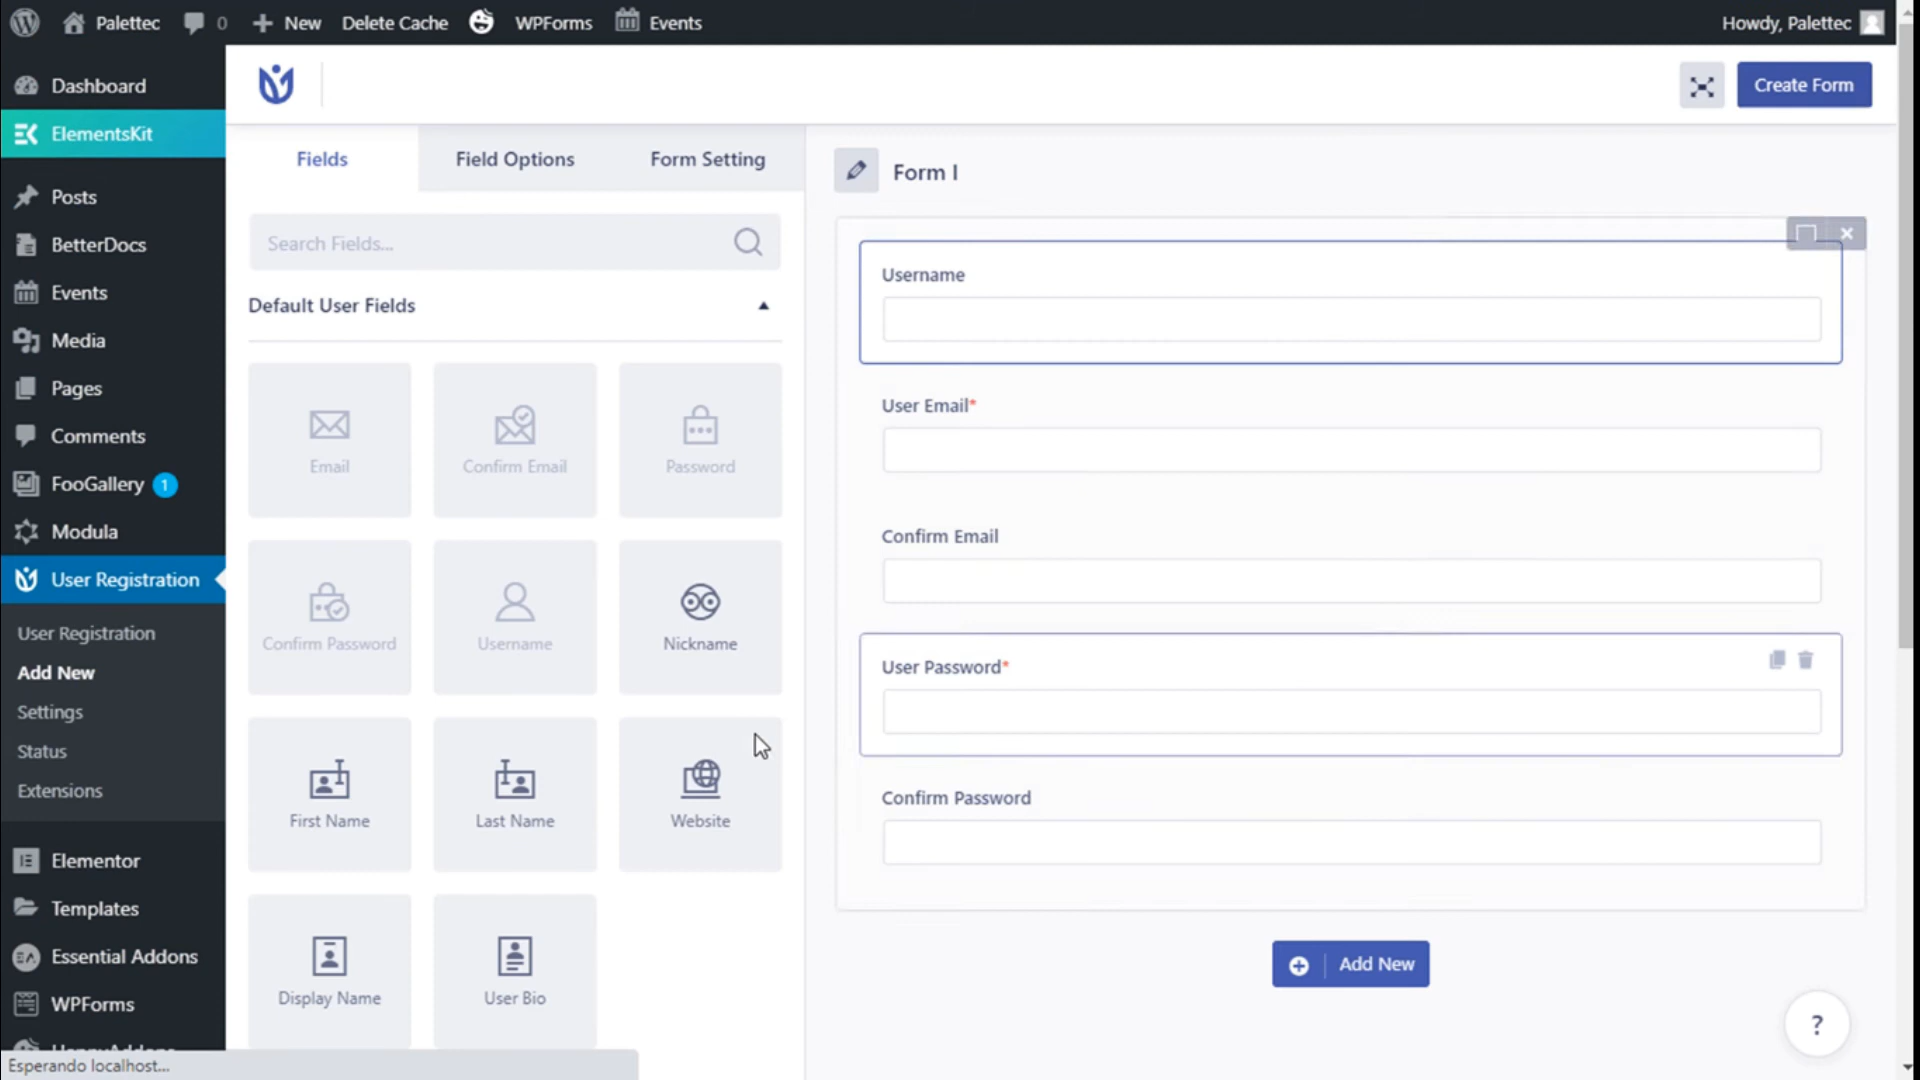 Palettec
0
New
Delete Cache
WPForms
Events
Howdy, Palettec
Dashboard
ElementsKit
Posts
BetterDocs
Events
Media
Pages
Comments
FooGallery 1
Modula
User Registration
User Registration
Add New
Settings
Status
Extensions
Elementor
Templates
Essential Addons
WPForms
HappyAddons
Esperando localhost...
Create Form
Fields
Field Options
Form Setting
Search Fields...
Default User Fields
Email
Confirm Email
Password
Confirm Password
Username
Nickname
First Name
Last Name
Website
Display Name
User Bio
Form I
Username
User Email*
Confirm Email
User Password*
Confirm Password
Add New
?